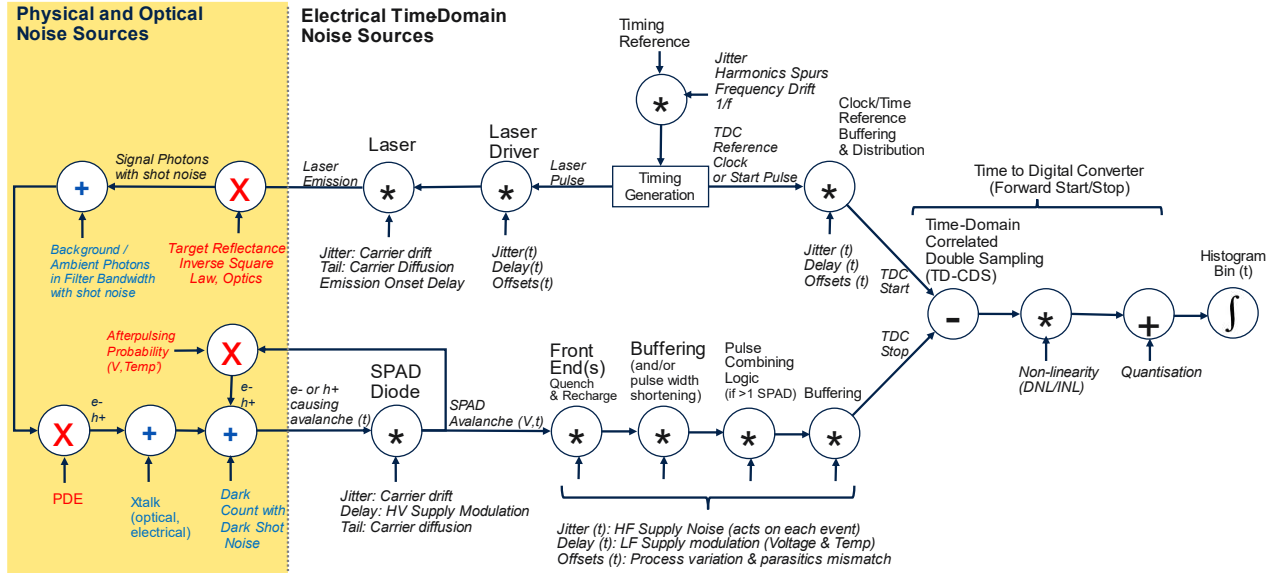 Physical and Optical
Noise Sources
Electrical Time-Domain
Noise Sources
Timing
Reference
Jitter
Harmonics Spurs
Frequency Drift
1/f
*
Clock/Time
Reference
Buffering
& Distribution
Signal Photons
with shot noise
Laser
Emission
Laser
Laser
Driver
Laser
Pulse
Timing
Generation
TDC
Reference
Clock
or Start Pulse
+
X
*
*
*
Time to Digital Converter
(Forward Start/Stop)
Background /
Ambient Photons
in Filter Bandwidth
with shot noise
Target Reflectance
Inverse Square
Law, Optics
Jitter: Carrier drift
Tail: Carrier Diffusion
Emission Onset Delay
Jitter(t)
Delay(t)
Offsets(t)
Jitter (t)
Delay (t)
Offsets (t)
TDC
Start
Time-Domain
Correlated
Double Sampling
(TD-CDS)
Histogram
Bin (t)
-
*
+
∫
TDC
Stop
Non-linearity
(DNL/INL)
Quantisation
Afterpulsing
Probability
(V,Temp')
X
e-
h+
SPAD
Diode
Front
End(s)
Quench
& Recharge
Buffering
(and/or
pulse width
shortening)
Pulse
Combining
Logic
(if >1 SPAD)
Buffering
e-
h+
e- or h+
causing
avalanche (t)
SPAD
Avalanche (V,t)
X
+
+
*
*
*
*
*
PDE
Xtalk
(optical,
electrical)
Dark
Count with
Dark Shot
Noise
Jitter: Carrier drift
Delay: HV Supply Modulation
Tail: Carrier diffusion
Jitter (t): HF Supply Noise (acts on each event)
Delay (t): LF Supply modulation (Voltage & Temp)
Offsets (t): Process variation & parasitics mismatch